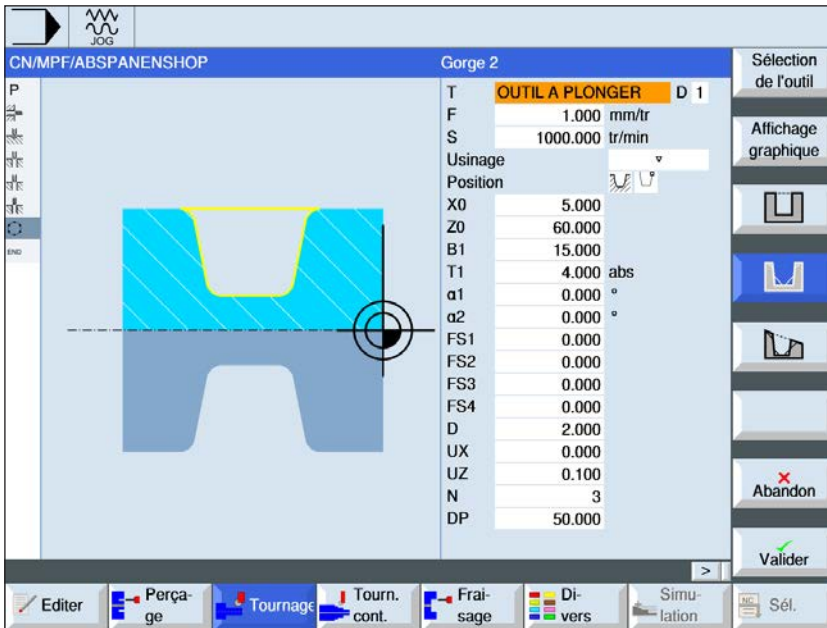 JOG
CN/MPF/ABSPANENSHOP
P
END
Gorge 2
T OUTIL A PLONGER D 1
F 1.000 mm/tr
S 1000.000 tr/min
Usinage ▿
Position
X0 5.000
Z0 60.000
B1 15.000
T1 4.000 abs
α1 0.000 °
α2 0.000 °
FS1 0.000
FS2 0.000
FS3 0.000
FS4 0.000
D 2.000
UX 0.000
UZ 0.100
N 3
DP 50.000
>
Sélection
de l'outil
Affichage
graphique
Abandon
Valider
Editer
Perça-
ge
Tournage
Tourn.
cont.
Frai-
sage
Di-
vers
Simu-
lation
NC
Sél.